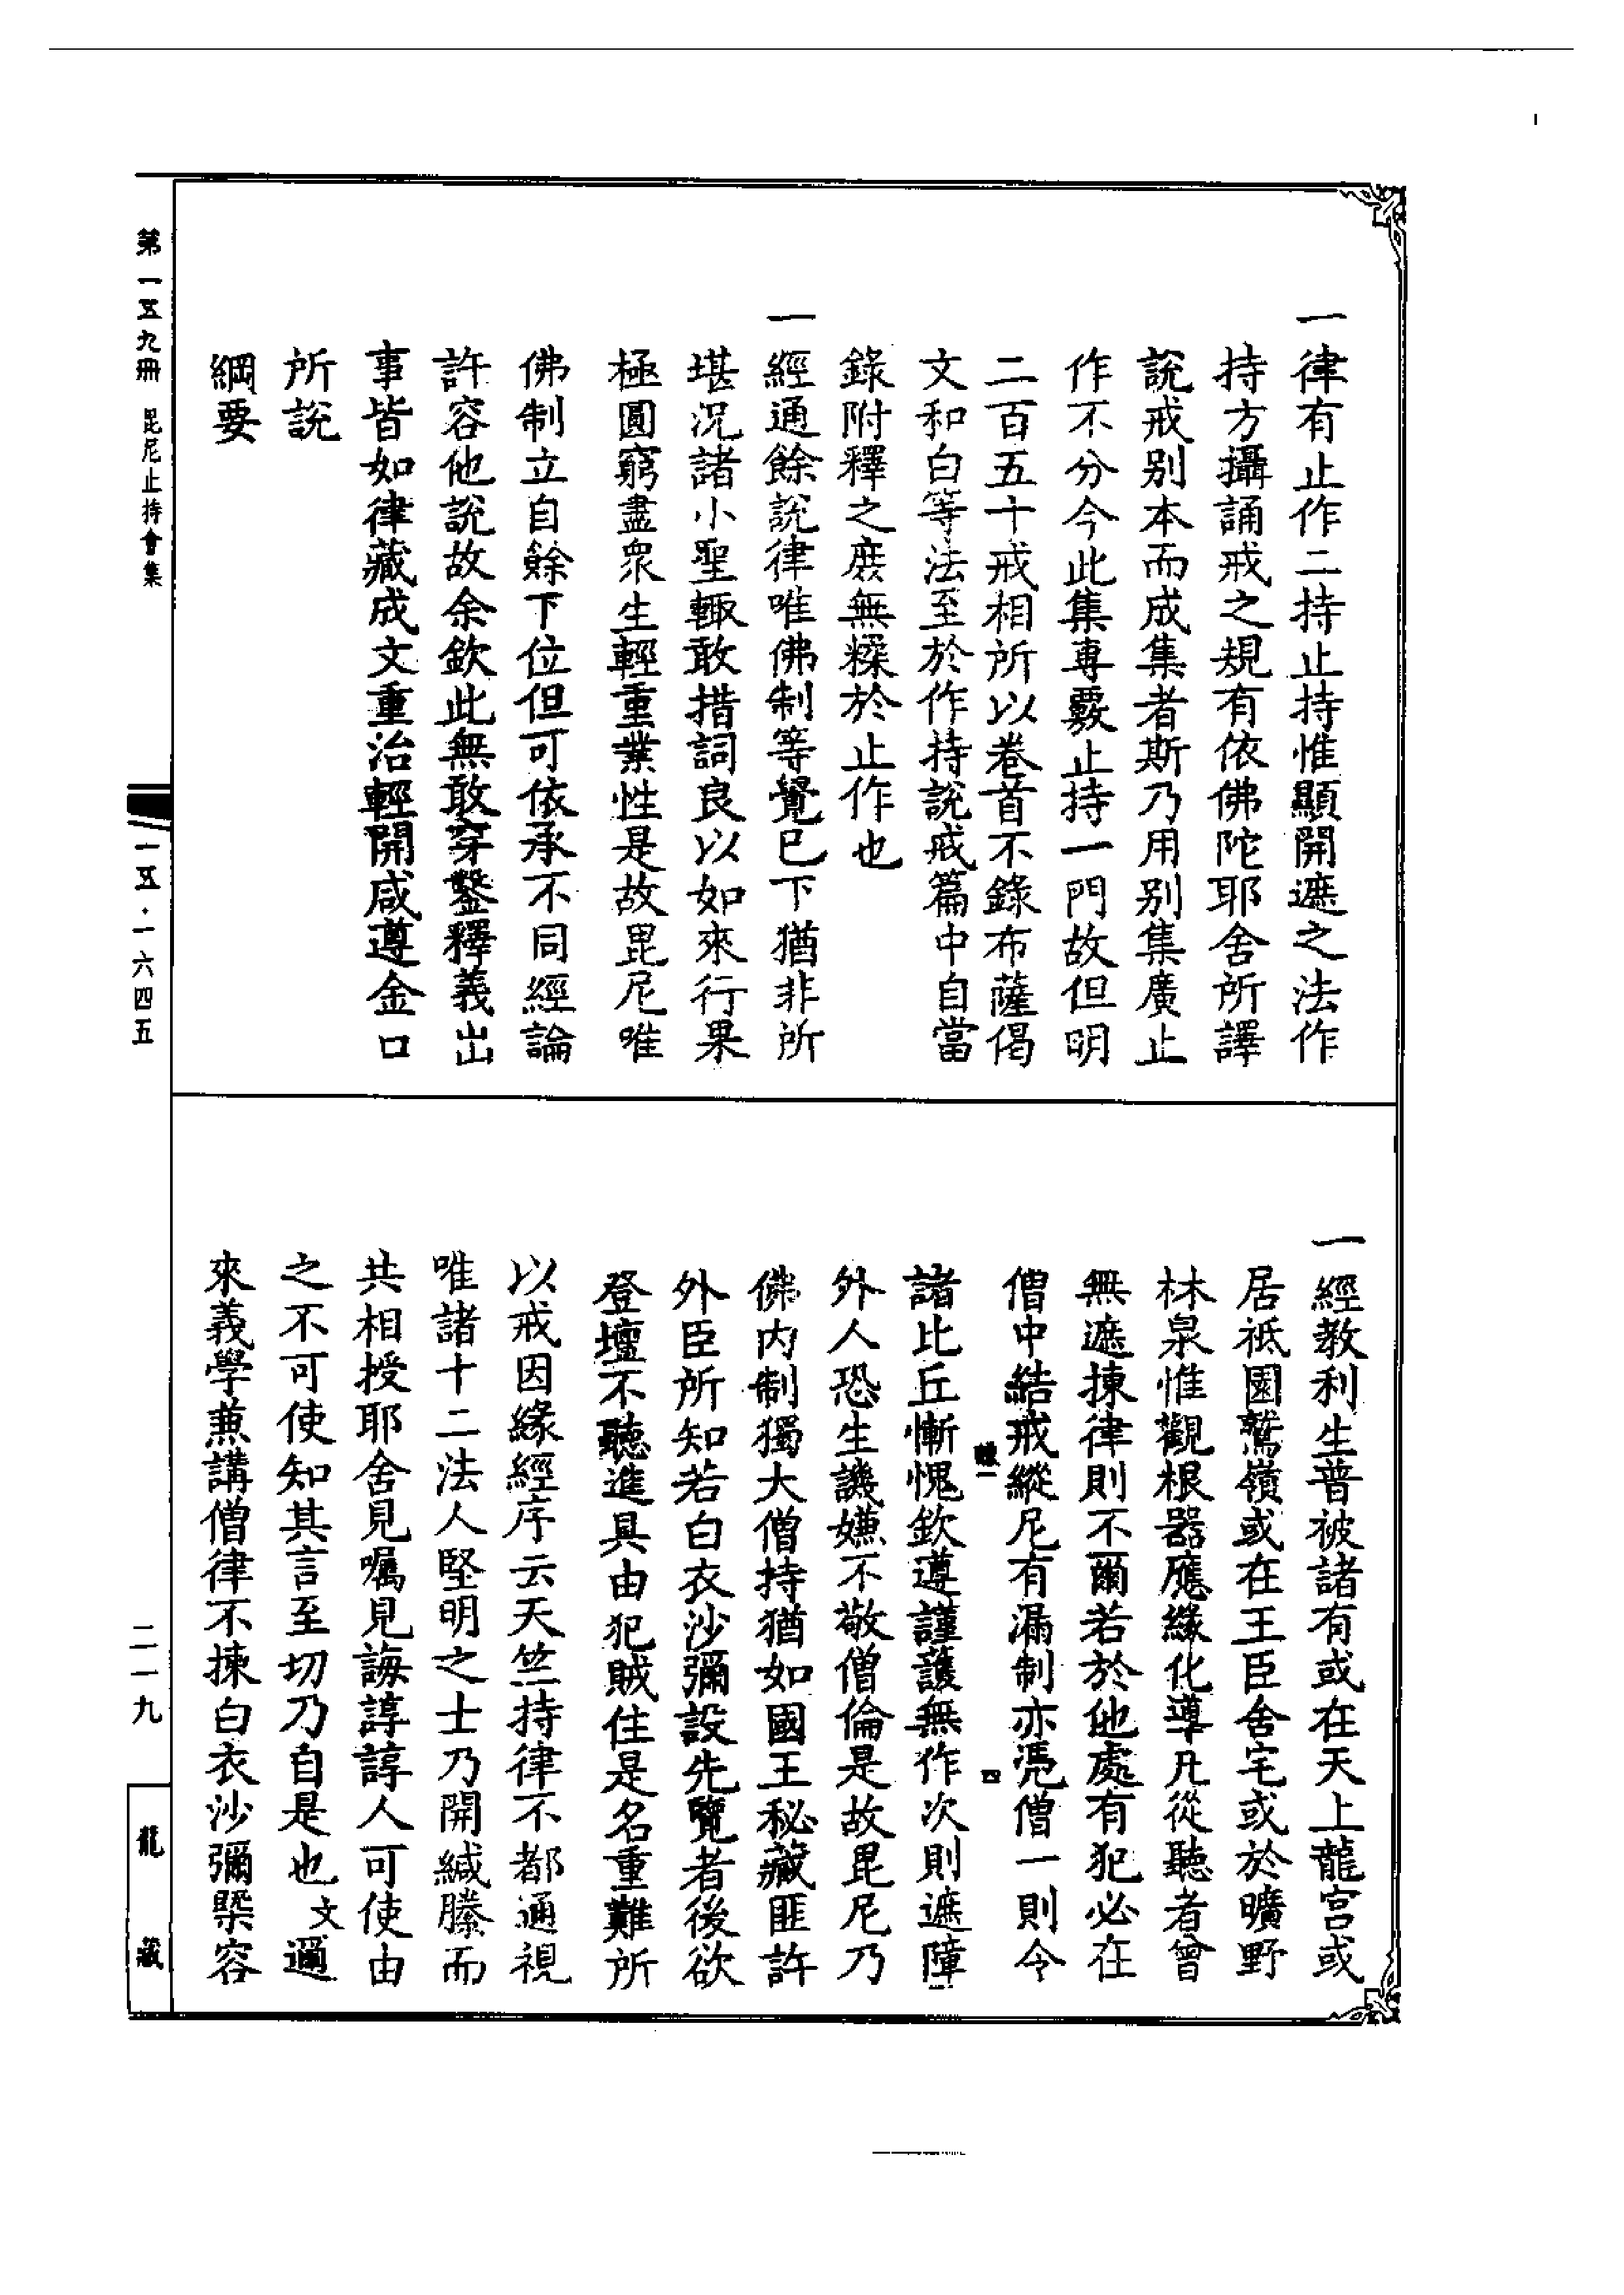 一律有止作二持止持惟顯開遮之法作
持方攝誦戒之規有依佛陀耶舍所譯
說戒别本而成集者斯乃用别集廣止
作不分今此集專覈止持一門故但明
二百五十戒相所以卷首不錄布薩偈
文和白等法至於作持說戒篇中自當
錄附釋之庶無糅於止作也
一經通餘說律唯佛制等覺已下猶非所
堪況諸小聖輙敢措詞良以如來行果
極圓窮盡衆生輕重業性是故毘尼唯
佛制立自餘下位但可依承不同經論
許容他說故余欽此無敢穿鑿釋義出
事皆如律藏成文重治輕開咸遵金口
所說
綱要
一經教利生普被諸有或在天上龍宫或
居祇園鷲嶺或在王臣舍宅或於曠野
林泉惟觀根器應緣化導凡從聽者曾
無遮揀律則不爾若於他處有犯必在
僧中結戒縱尼有漏制亦憑僧一則令
四
諸比丘慚愧欽遵謹護無作次則遮障
外人恐生譏嫌不敬僧倫是故毘尼乃
佛内制獨大僧持猶如國王秘藏匪許
外臣所知若白衣沙彌設先覽者後欲
登壇不聽進具由犯賊住是名重難所
以戒因緣經序云天竺持律不都通視
唯諸十二法人堅明之士乃開緘縢而
共相授耶舍見囑見誨諄諄人可使由
之不可使知其言至切乃自是也文邇
來義學兼講僧律不揀白衣沙彌槩容
第一五九冊 毘尼止持會集
一五·一六四五
二一九
龍藏